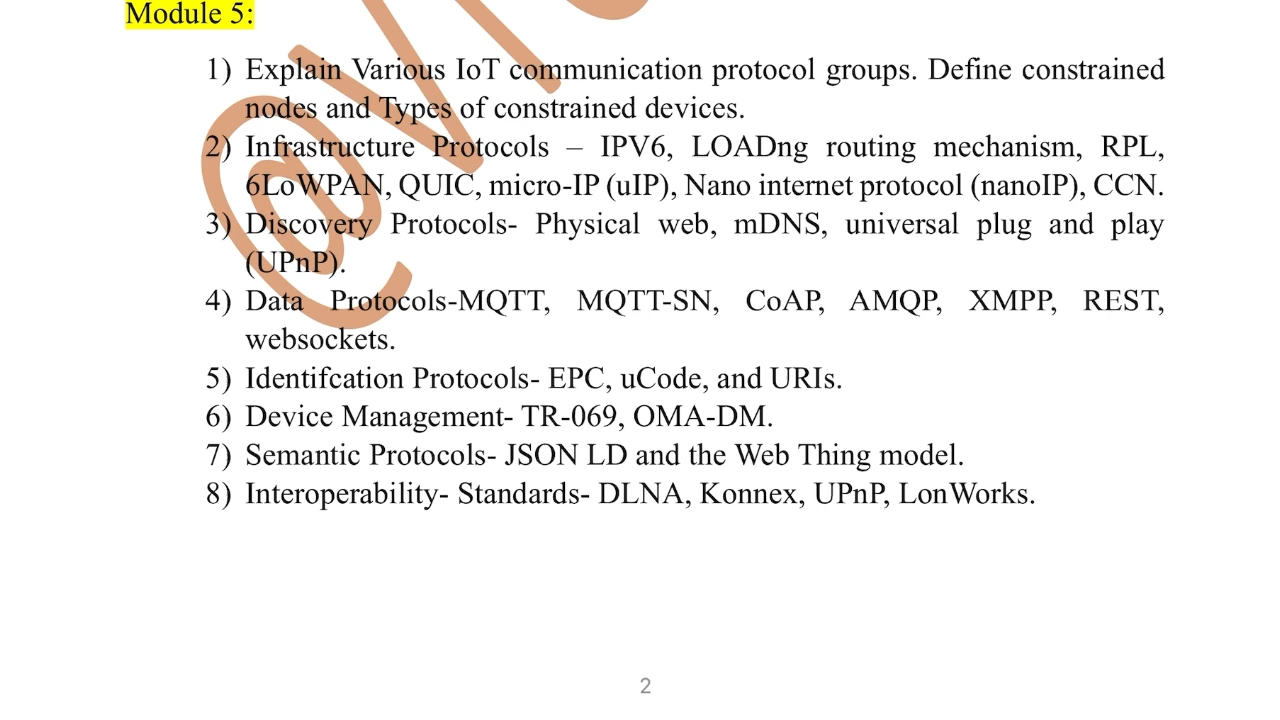 Module 5:
1) Explain Various IoT communication protocol groups. Define constrained
nodes and Types of constrained devices.
2) Infrastructure Protocols – IPV6, LOADng routing mechanism, RPL,
6LoWPAN, QUIC, micro-IP (uIP), Nano internet protocol (nanoIP), CCN.
3) Discovery Protocols- Physical web, mDNS, universal plug and play
(UPnP).
4) Data Protocols-MQTT, MQTT-SN, CoAP, AMQP, XMPP, REST,
websockets.
5) Identifcation Protocols- EPC, uCode, and URIs.
6) Device Management- TR-069, OMA-DM.
7) Semantic Protocols- JSON LD and the Web Thing model.
8) Interoperability- Standards- DLNA, Konnex, UPnP, LonWorks.
2